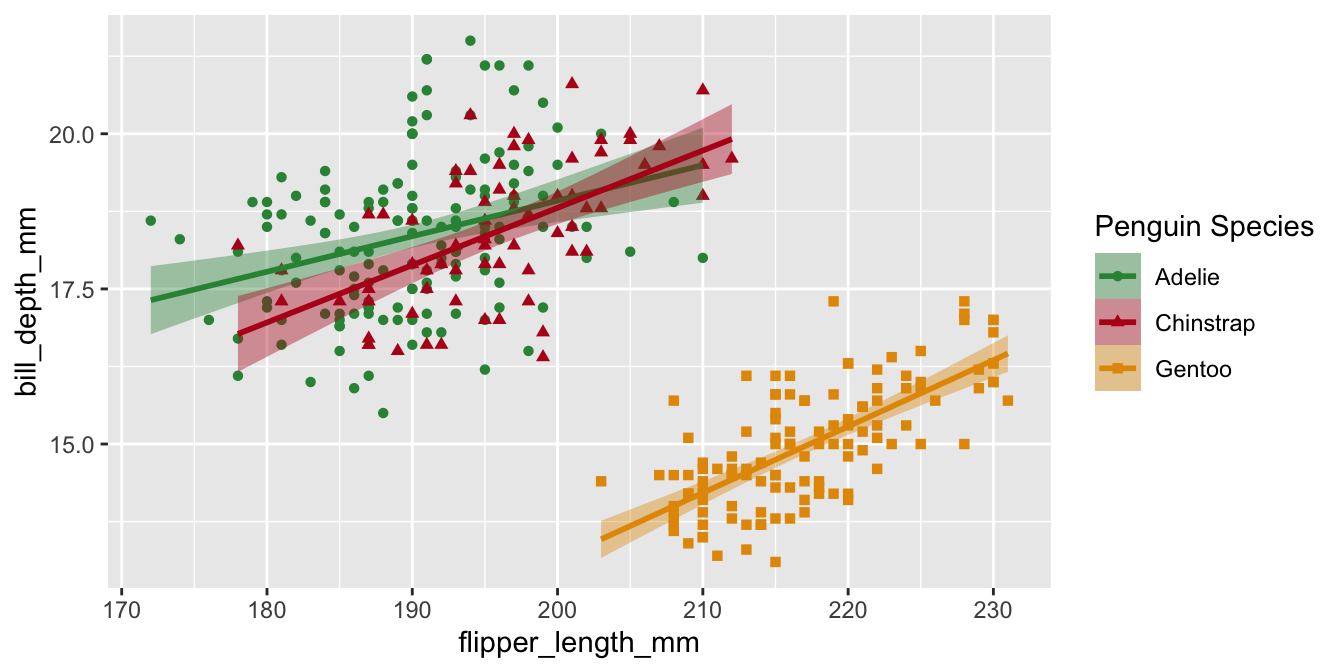 bill_depth_mm
20.0
17.5
15.0
170 180 190 200 210 220 230
flipper_length_mm
Penguin Species
Adelie
Chinstrap
Gentoo